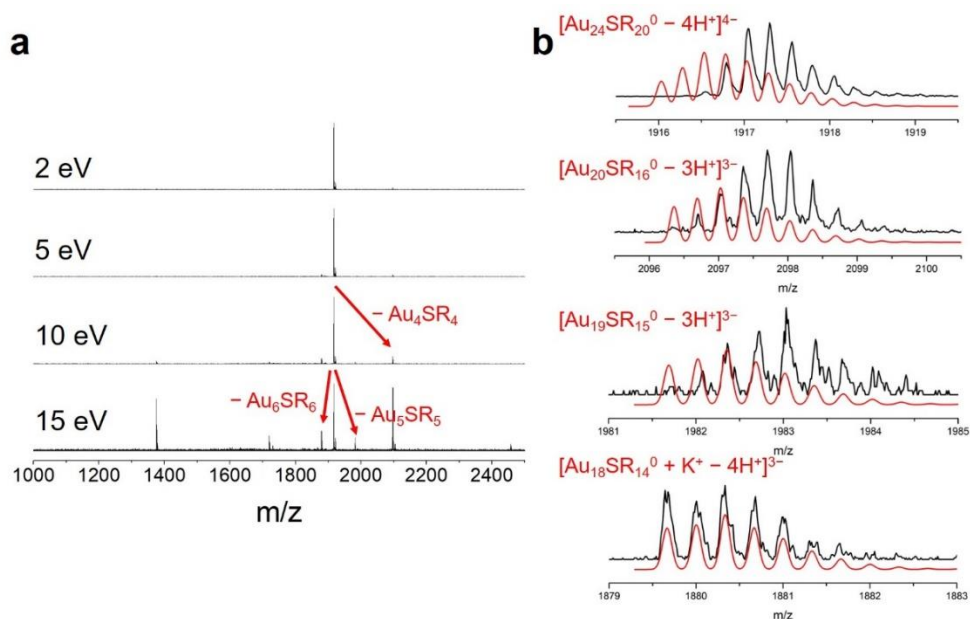 a
2 eV
5 eV
10 eV
– Au₄SR₄
– Au₆SR₆
– Au₅SR₅
15 eV
1000 1200 1400 1600 1800 2000 2200 2400
m/z
b
[Au₂₄SR₂₀⁰ – 4H⁺]⁴⁻
1916 1917 1918 1919
[Au₂₀SR₁₆⁰ – 3H⁺]³⁻
2096 2097 2098 2099 2100
m/z
[Au₁₉SR₁₅⁰ – 3H⁺]³⁻
1981 1982 1983 1984 1985
m/z
[Au₁₈SR₁₄⁰ + K⁺ – 4H⁺]³⁻
1879 1880 1881 1882 1883
m/z